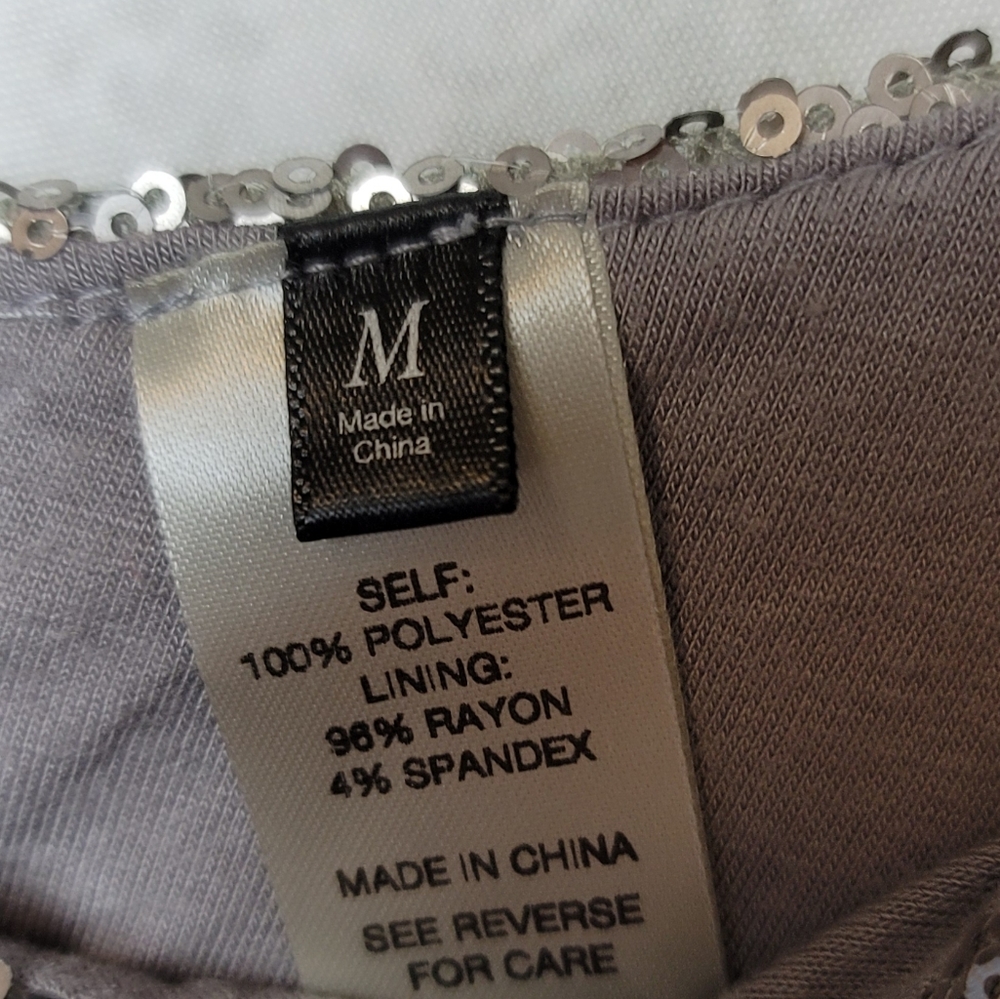 M
Made in
China
SELF:
100% POLYESTER
LINING:
96% RAYON
4% SPANDEX
MADE IN CHINA
SEE REVERSE
FOR CARE